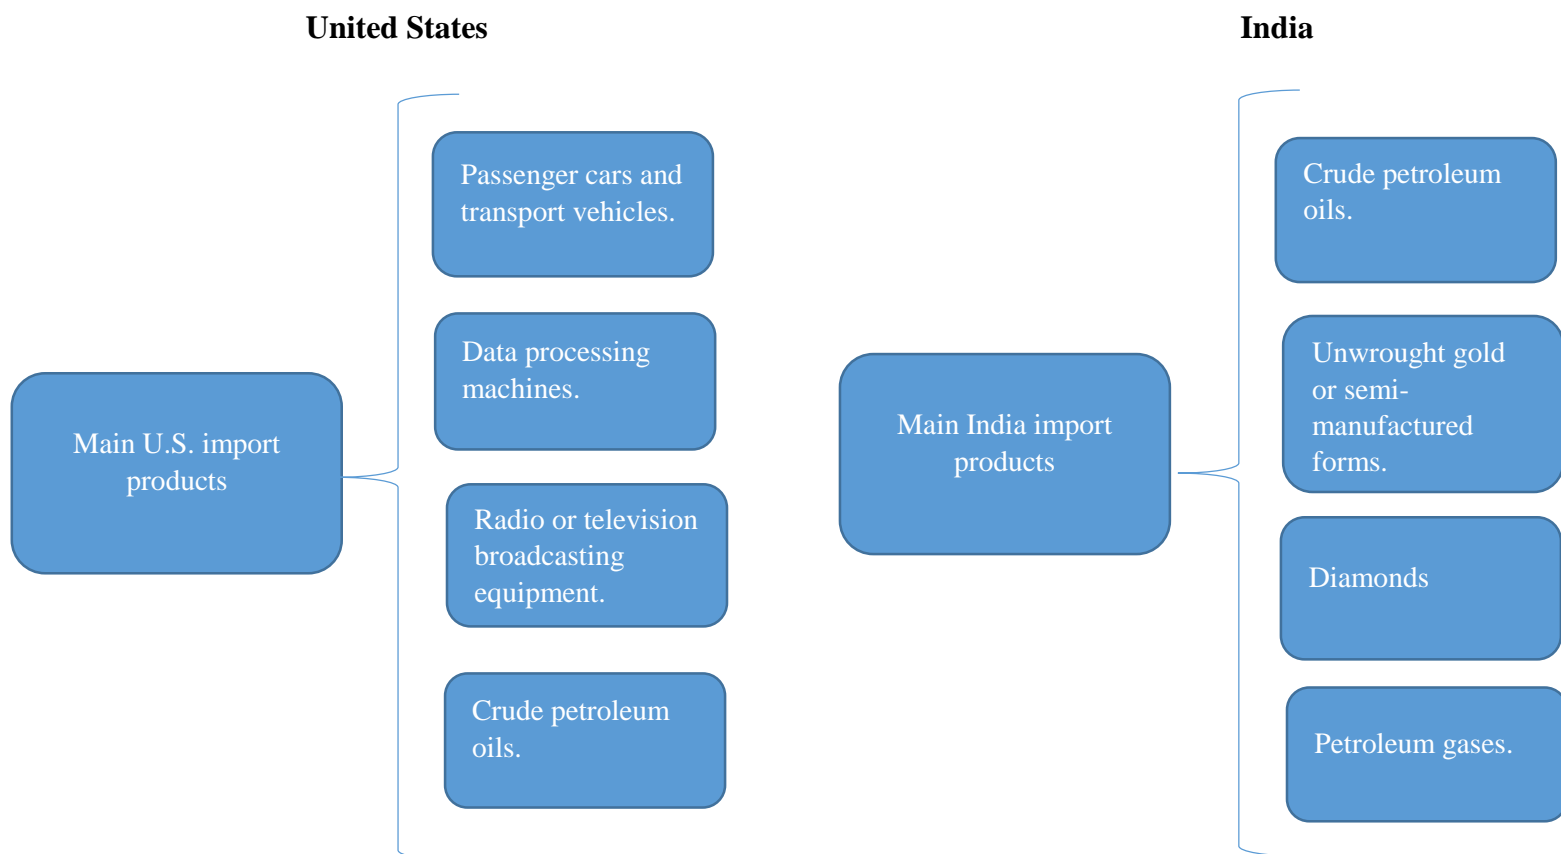 United States
Main U.S. import
products
Passenger cars and
transport vehicles.
Data processing
machines.
Radio or television
broadcasting
equipment.
Crude petroleum
oils.
India
Main India import
products
Crude petroleum
oils.
Unwrought gold
or semi-
manufactured
forms.
Diamonds
Petroleum gases.